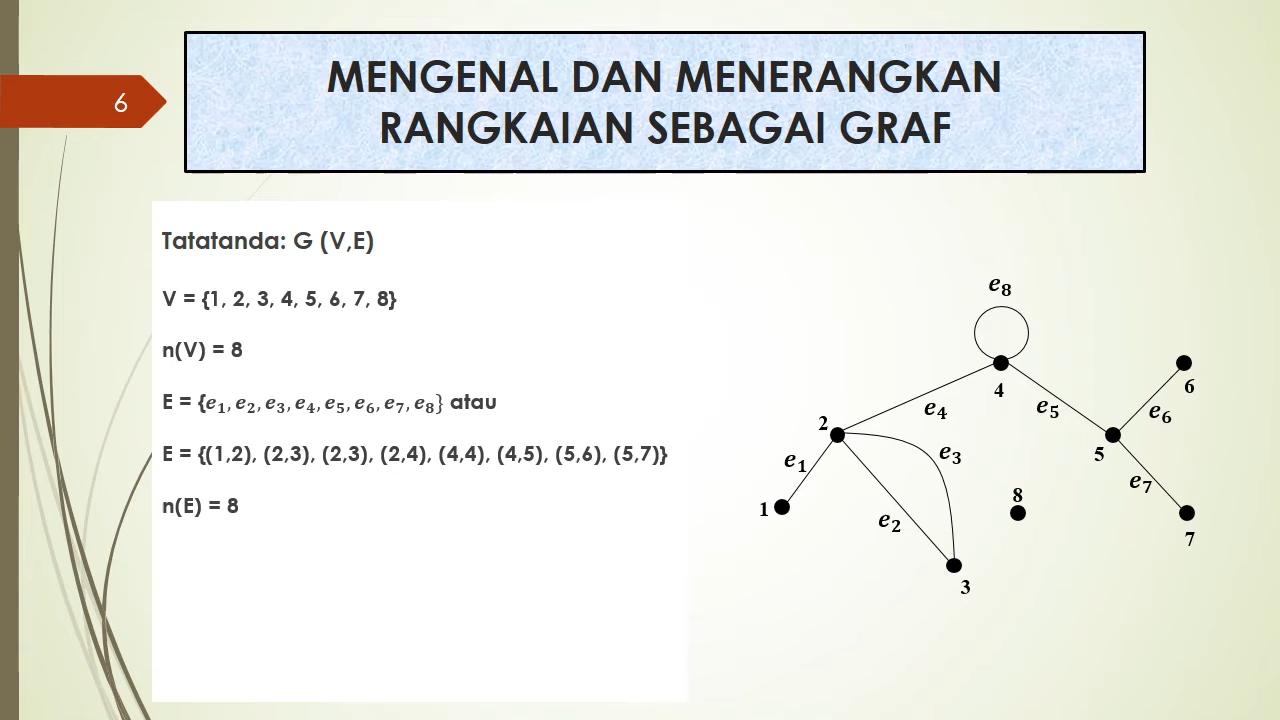 6
MENGENAL DAN MENERANGKAN
RANGKAIAN SEBAGAI GRAF
Tatatanda: G (V,E)
V = {1, 2, 3, 4, 5, 6, 7, 8}
n(V) = 8
E = {e₁, e₂, e₃, e₄, e₅, e₆, e₇, e₈} atau
E = {(1,2), (2,3), (2,3), (2,4), (4,4), (4,5), (5,6), (5,7)}
n(E) = 8
e₈
4
6
e₄
e₅
e₆
2
e₃
5
e₁
e₇
8
1
e₂
7
3